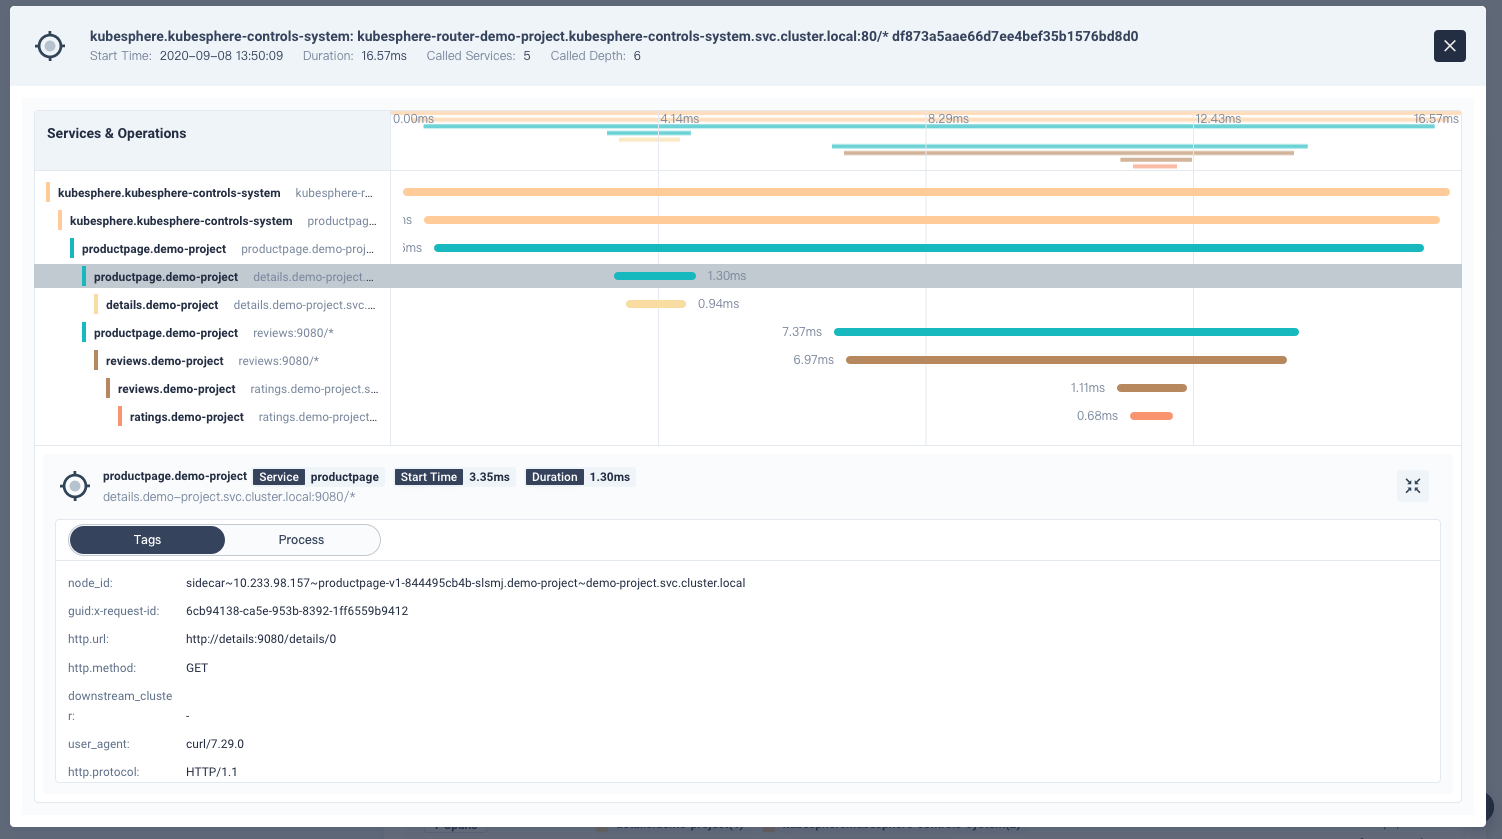 kubesphere.kubesphere-controls-system: kubesphere-router-demo-project.kubesphere-controls-system.svc.cluster.local:80/* df873a5aae66d7ee4bef35b1576bd8d0
Start Time: 2020-09-08 13:50:09 Duration: 16.57ms Called Services: 5 Called Depth: 6
Services & Operations
0.00ms 4.14ms 8.29ms 12.43ms 16.57ms
kubesphere.kubesphere-controls-system kubesphere-r...
kubesphere.kubesphere-controls-system productpag...
productpage.demo-project productpage.demo-proj...
productpage.demo-project details.demo-project.... 1.30ms
details.demo-project details.demo-project.svc.... 0.94ms
productpage.demo-project reviews:9080/* 7.37ms
reviews.demo-project reviews:9080/* 6.97ms
reviews.demo-project ratings.demo-project.s... 1.11ms
ratings.demo-project ratings.demo-project... 0.68ms
productpage.demo-project Service productpage Start Time 3.35ms Duration 1.30ms
details.demo-project.svc.cluster.local:9080/*
Tags Process
node_id: sidecar~10.233.98.157~productpage-v1-844495cb4b-slsmj.demo-project~demo-project.svc.cluster.local
guid:x-request-id: 6cb94138-ca5e-953b-8392-1ff6559b9412
http.url: http://details:9080/details/0
http.method: GET
downstream_cluste
r: -
user_agent: curl/7.29.0
http.protocol: HTTP/1.1